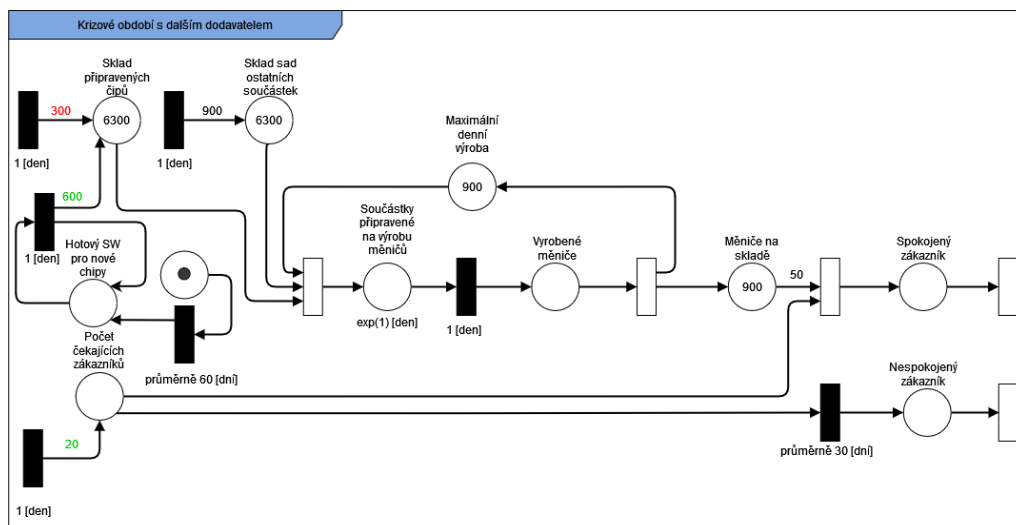 Krizové období s dalším dodavatelem
Sklad
připravených
čipů
Sklad sad
ostatních
součástek
300
6300
900
6300
1 [den]
1 [den]
Maximální
denní
výroba
900
600
1 [den]
Hotový SW
pro nové
chipy
Součástky
připravené
na výrobu
měničů
Vyrobené
měniče
Měniče na
skladě
900
50
Spokojený
zákazník
exp(1) [den]
1 [den]
průměrně 60 [dní]
Počet
čekajících
zákazníků
20
1 [den]
průměrně 30 [dní]
Nespokojený
zákazník